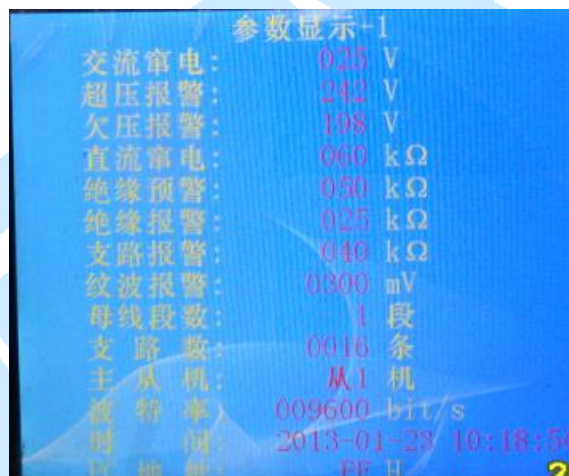 参数显示-1
交流窜电: 025 V
超压报警: 242 V
欠压报警: 198 V
直流窜电: 060 kΩ
绝缘预警: 050 kΩ
绝缘报警: 025 kΩ
支路报警: 040 kΩ
纹波报警: 0300 mV
母线段数: 1 段
支路数: 0016 条
主从机: 从1 机
波特率: 009600 bit/s
时间: 2013-01-23 10:18:50
FF H
2